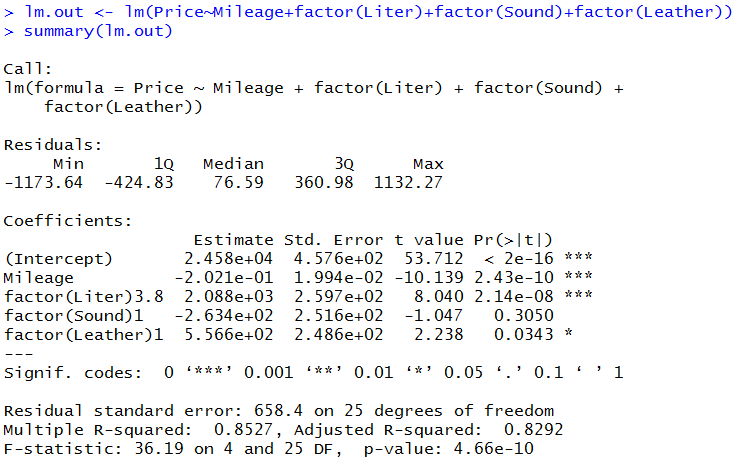 > lm.out <- lm(Price~Mileage+factor(Liter)+factor(Sound)+factor(Leather))
> summary(lm.out)
Call:
lm(formula = Price ~ Mileage + factor(Liter) + factor(Sound) +
    factor(Leather))
Residuals:
     Min       1Q   Median       3Q      Max
-1173.64  -424.83    76.59   360.98  1132.27
Coefficients:
                   Estimate Std. Error t value Pr(>|t|)
(Intercept)       2.458e+04  4.576e+02  53.712  < 2e-16 ***
Mileage          -2.021e-01  1.994e-02 -10.139 2.43e-10 ***
factor(Liter)3.8  2.088e+03  2.597e+02   8.040 2.14e-08 ***
factor(Sound)1   -2.634e+02  2.516e+02  -1.047   0.3050
factor(Leather)1  5.566e+02  2.486e+02   2.238   0.0343 *
---
Signif. codes:  0 ‘***’ 0.001 ‘**’ 0.01 ‘*’ 0.05 ‘.’ 0.1 ‘ ’ 1
Residual standard error: 658.4 on 25 degrees of freedom
Multiple R-squared:  0.8527, Adjusted R-squared:  0.8292
F-statistic: 36.19 on 4 and 25 DF,  p-value: 4.66e-10